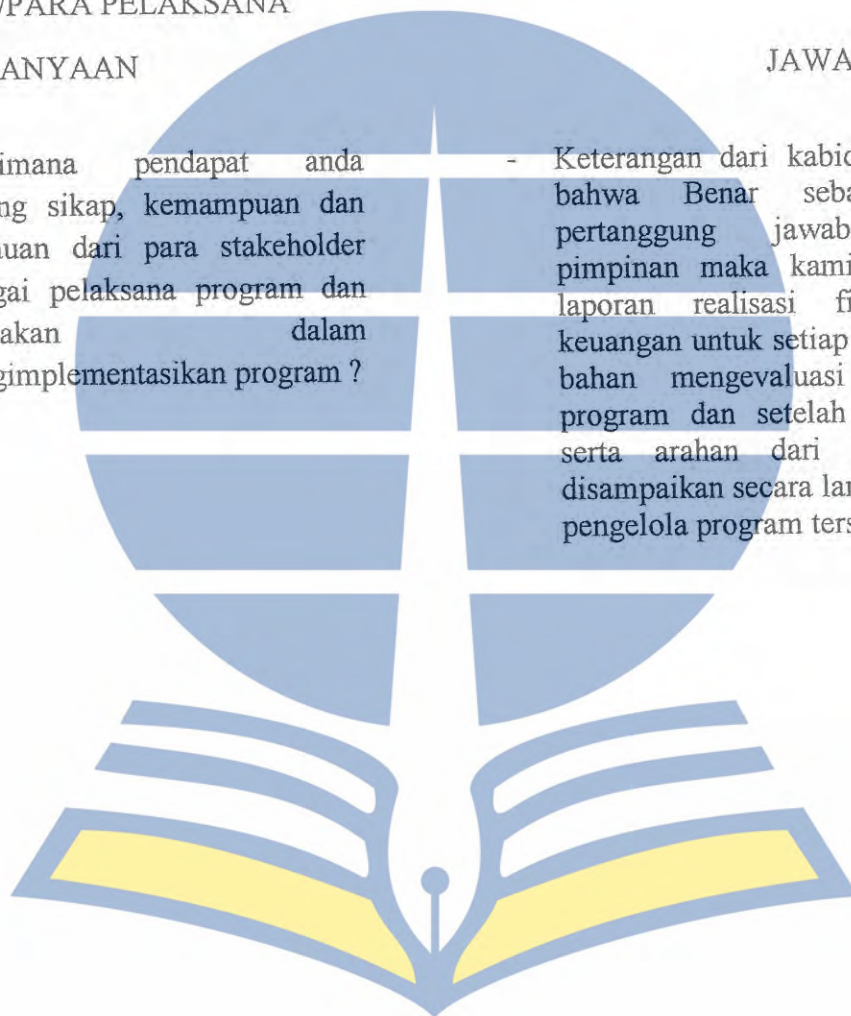 /PARA PELAKSANA
ANYAAN
JAWA
imana pendapat anda
ng sikap, kemampuan dan
uan dari para stakeholder
gai pelaksana program dan
akan dalam
gimplementasikan program ?
- Keterangan dari kabid
bahwa Benar seba
pertanggung jawab
pimpinan maka kami
laporan realisasi fi
keuangan untuk setiap
bahan mengevaluasi
program dan setelah
serta arahan dari
disampaikan secara lan
pengelola program ters